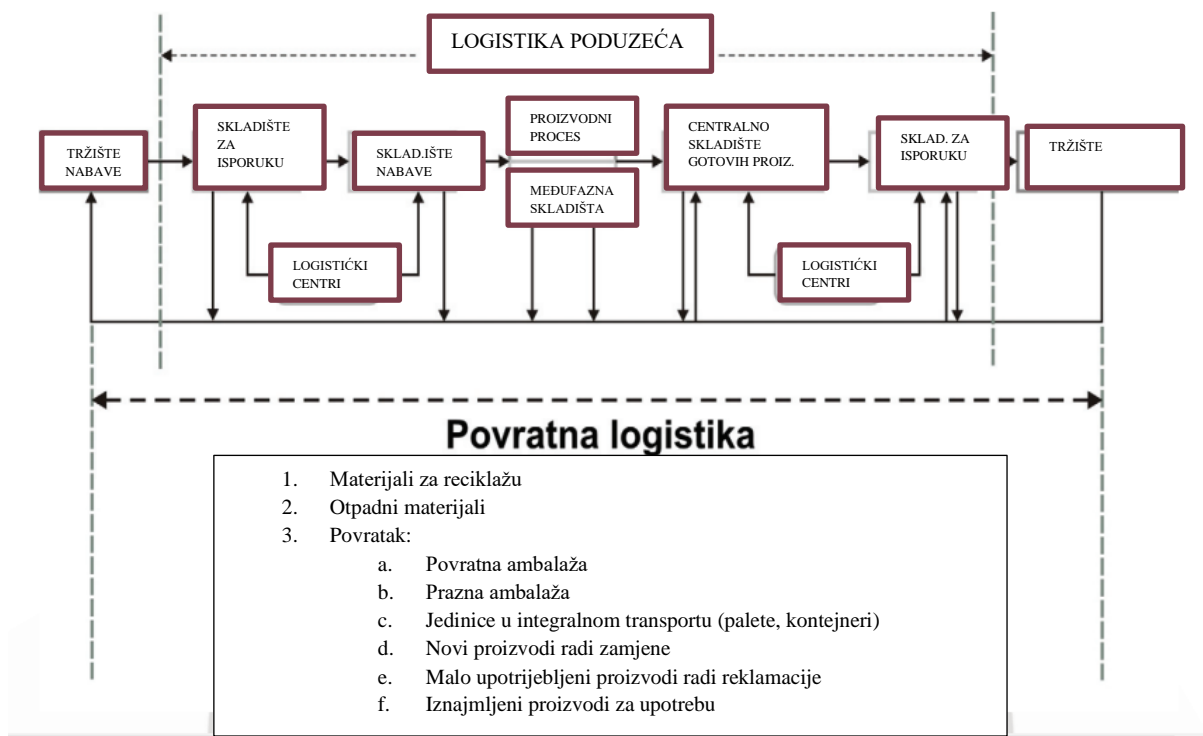 LOGISTIKA PODUZEĆA
TRŽIŠTE
NABAVE
SKLADIŠTE
ZA
ISPORUKU
SKLAD.IŠTE
NABAVE
PROIZVODNI
PROCES
MEĐUFAZNA
SKLADIŠTA
CENTRALNO
SKLADIŠTE
GOTOVIH PROIZ.
SKLAD. ZA
ISPORUKU
TRŽIŠTE
LOGISTIĆKI
CENTRI
LOGISTIĆKI
CENTRI
Povratna logistika
1. Materijali za reciklažu
2. Otpadni materijali
3. Povratak:
a. Povratna ambalaža
b. Prazna ambalaža
c. Jedinice u integralnom transportu (palete, kontejneri)
d. Novi proizvodi radi zamjene
e. Malo upotrijebljeni proizvodi radi reklamacije
f. Iznajmljeni proizvodi za upotrebu